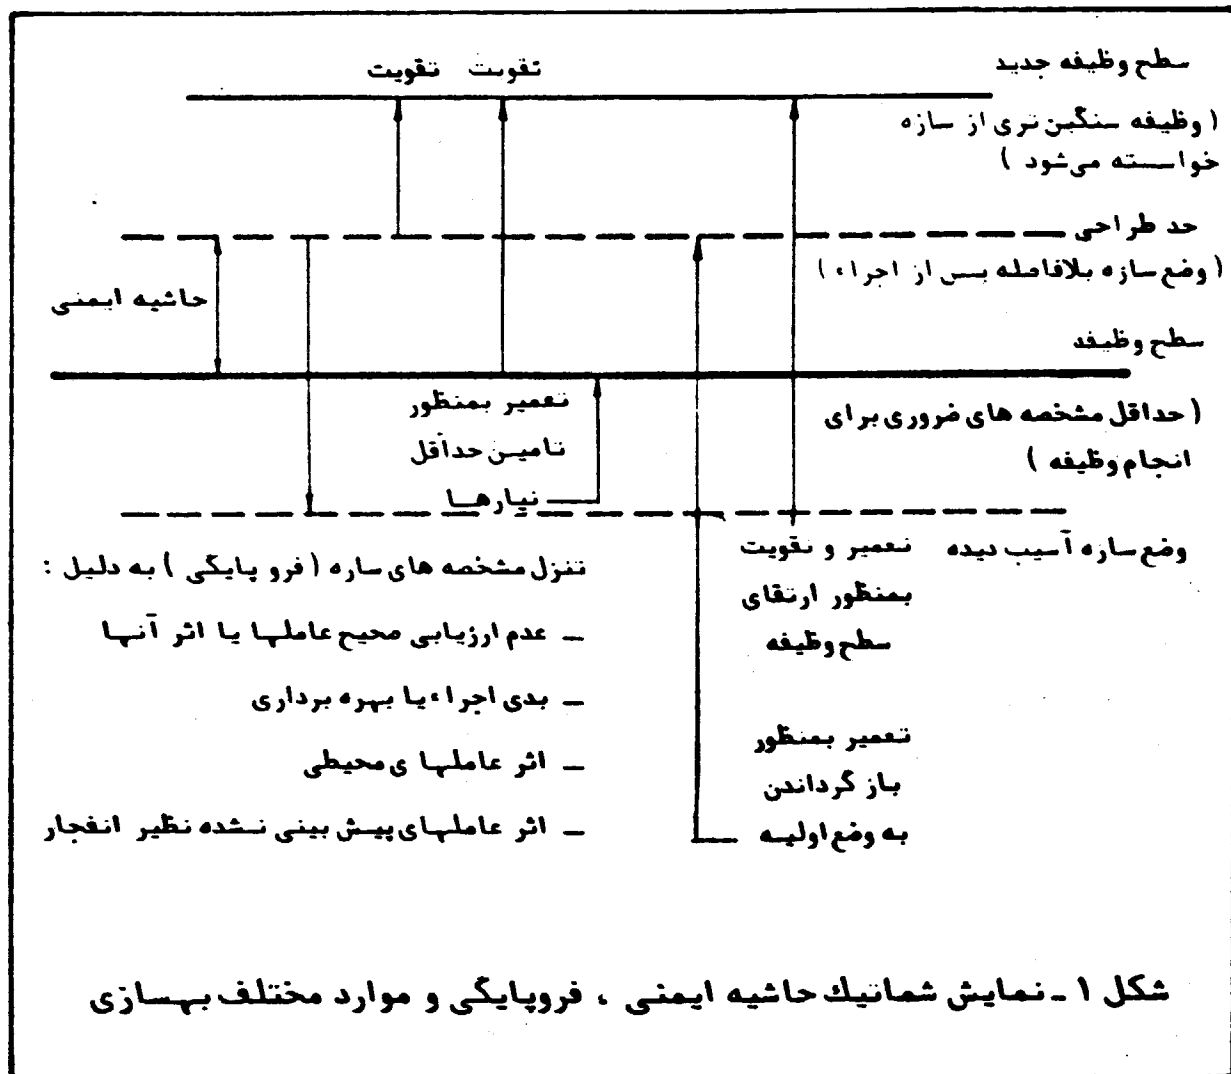 سطح وظیفه جدید
تقویت تقویت
( وظیفه سنگین تری از سازه
خواسته می‌شود )
حد طراحی
( وضع سازه بلافاصله پس از اجراء )
حاشیه ایمنی
سطح وظیفه
( حداقل مشخصه های ضروری برای
انجام وظیفه )
تعمیر بمنظور
تامین حداقل
نیازها
وضع سازه آسیب دیده
تعمیر و تقویت
بمنظور ارتقای
سطح وظیفه
تعمیر بمنظور
باز گرداندن
به وضع اولیه
تنزل مشخصه های سازه ( فرو پایگی ) به دلیل :
ـ عدم ارزیابی صحیح عاملها یا اثر آنها
ـ بدی اجراء یا بهره برداری
ـ اثر عاملها ی محیطی
ـ اثر عاملهای پیش بینی نشده نظیر انفجار
شکل ۱ ـ نمایش شماتیك حاشیه ایمنی ، فروپایگی و موارد مختلف بهسازی